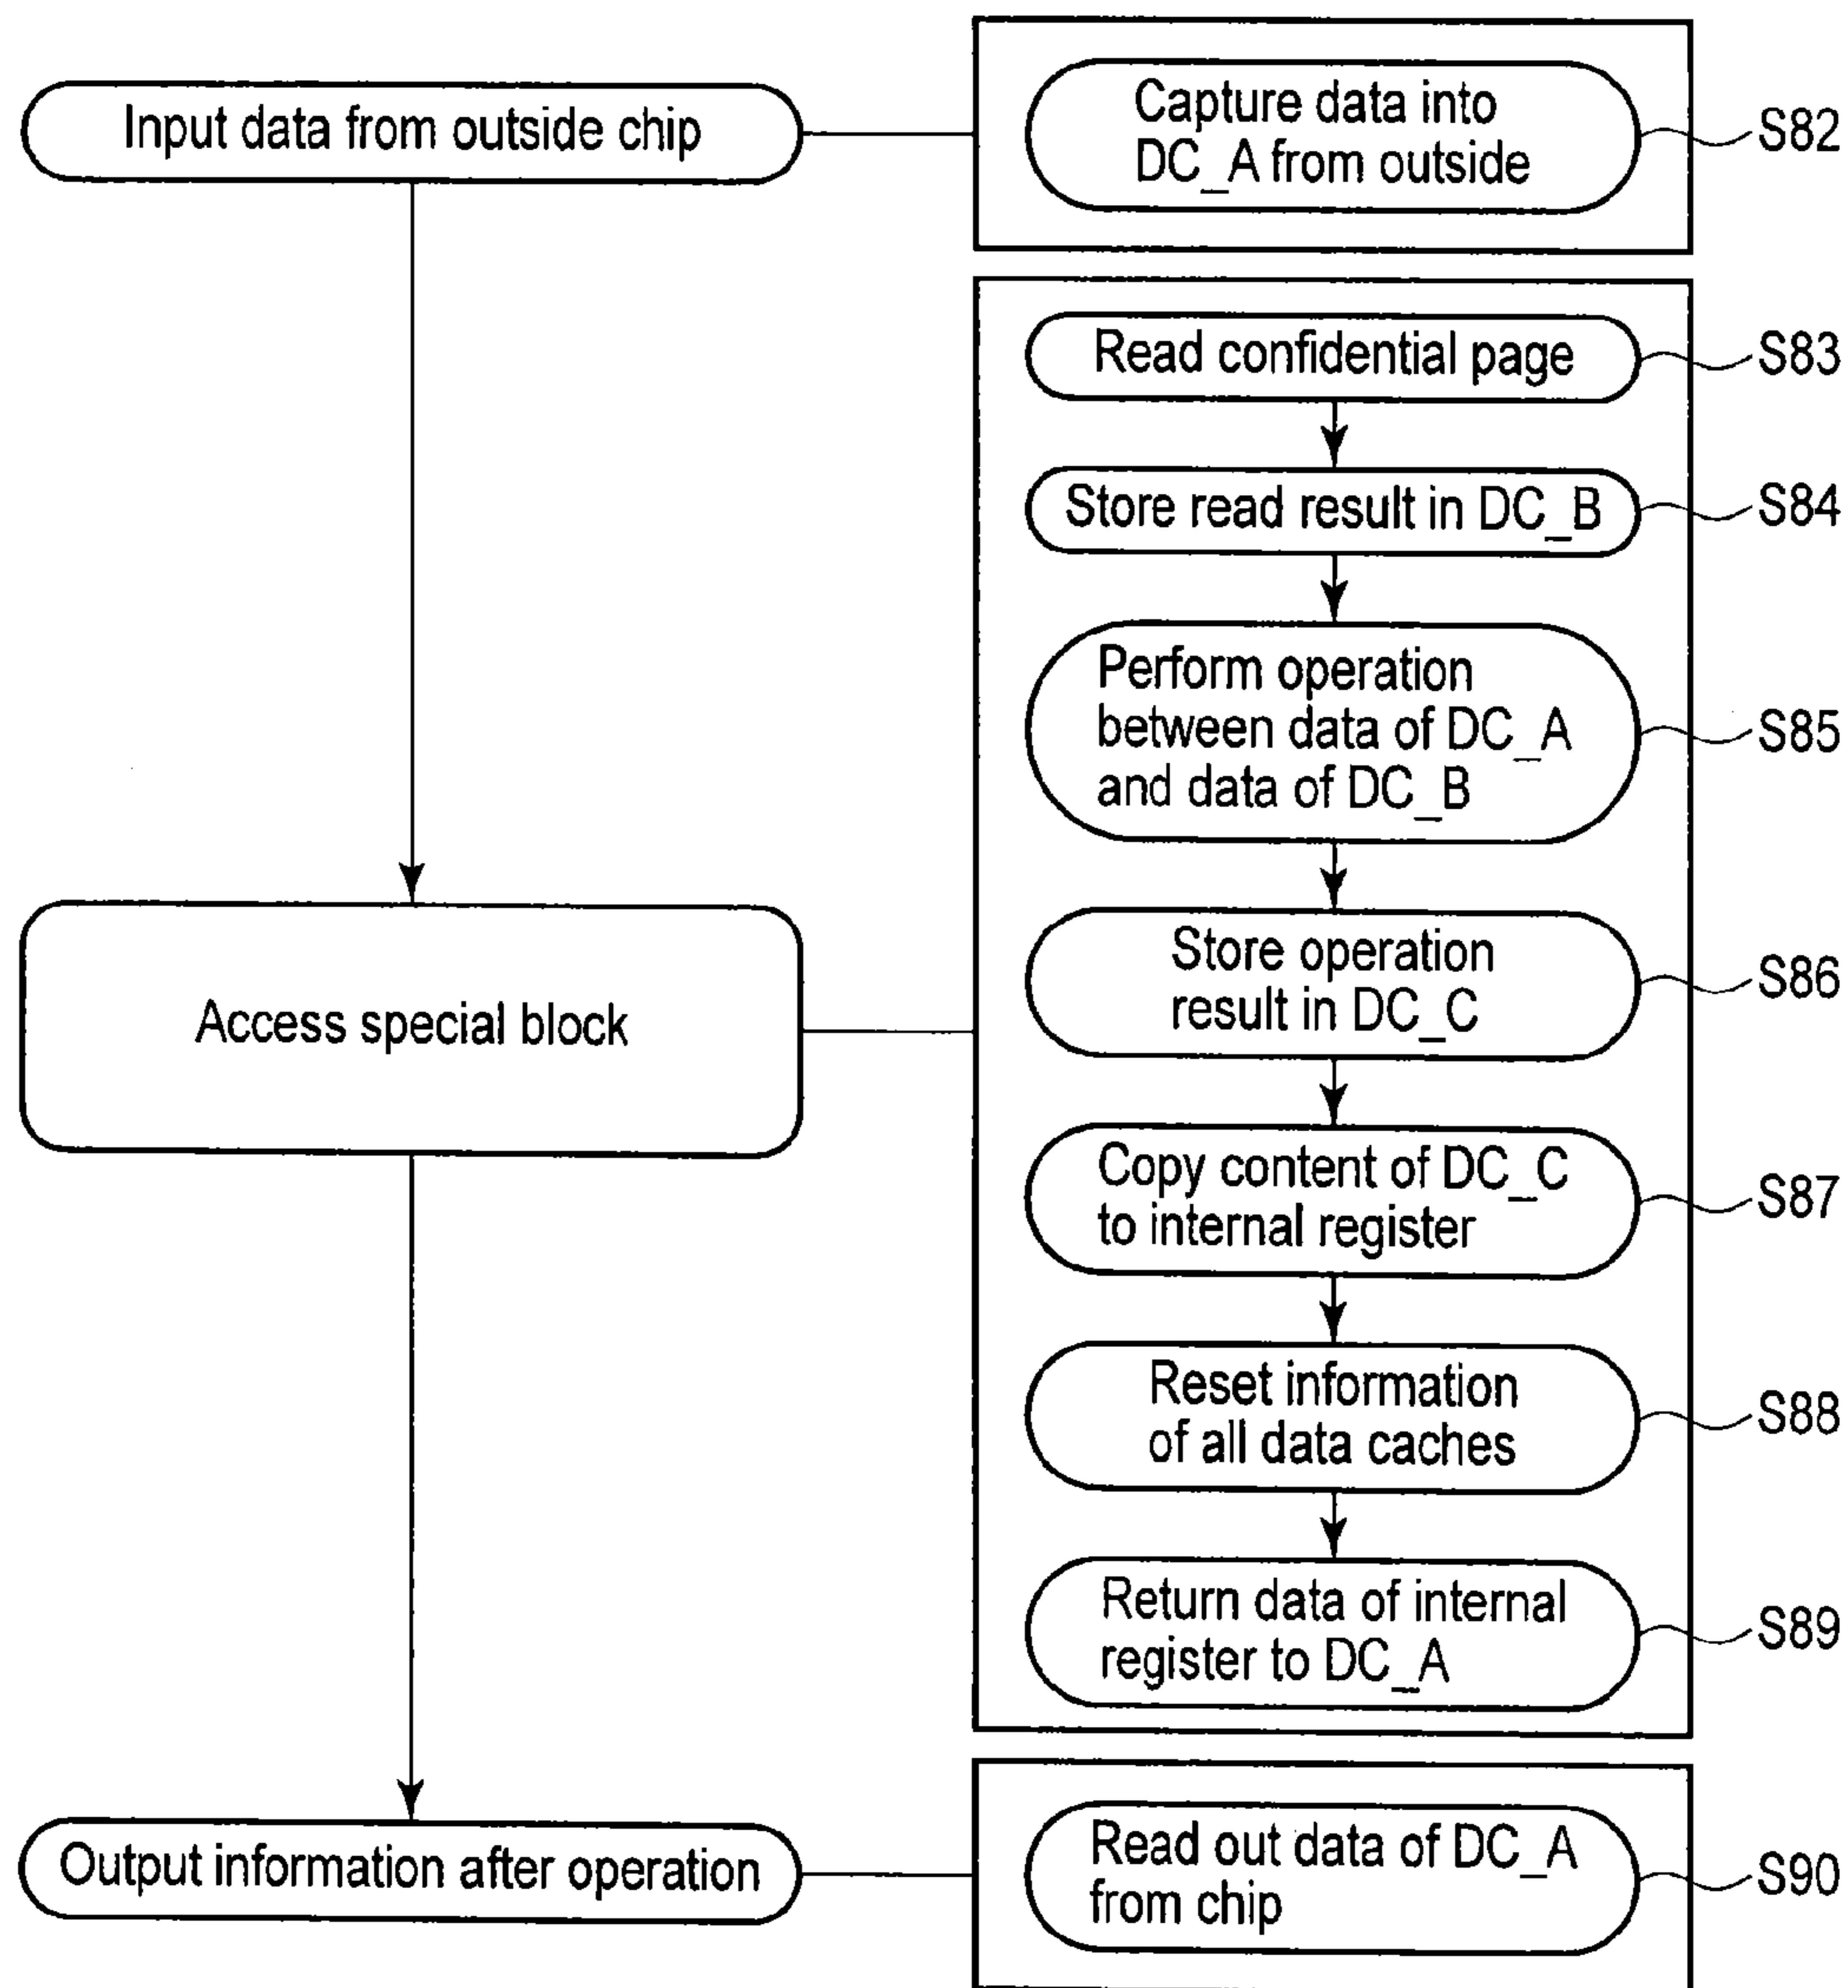 Input data from outside chip
Capture data into
DC_A from outside
S82
Read confidential page
S83
Store read result in DC_B
S84
Perform operation
between data of DC_A
and data of DC_B
S85
Access special block
Store operation
result in DC_C
S86
Copy content of DC_C
to internal register
S87
Reset information
of all data caches
S88
Return data of internal
register to DC_A
S89
Output information after operation
Read out data of DC_A
from chip
S90